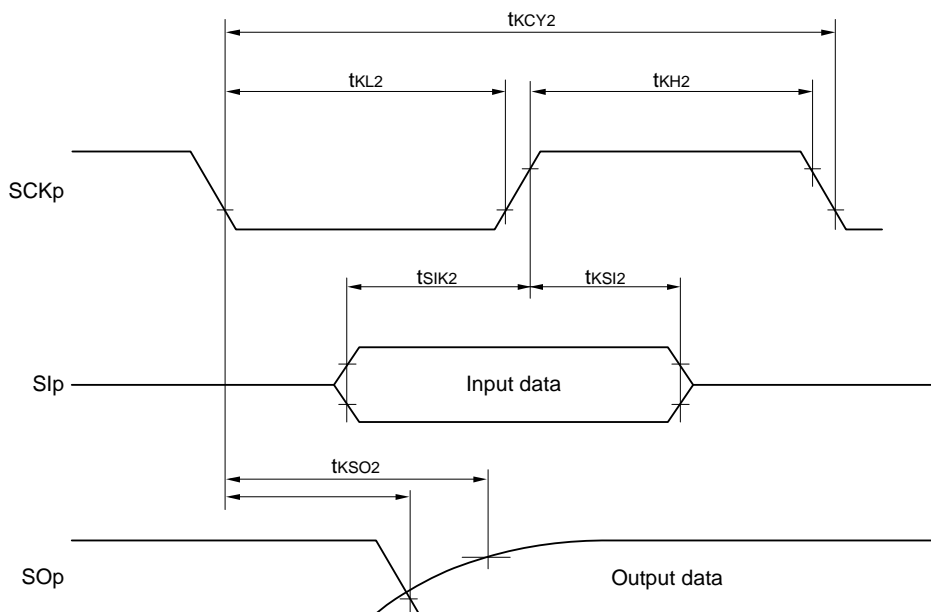 tKCY2
tKL2
tKH2
SCKp
tSIK2
tKSI2
SIp
Input data
tKSO2
SOp
Output data